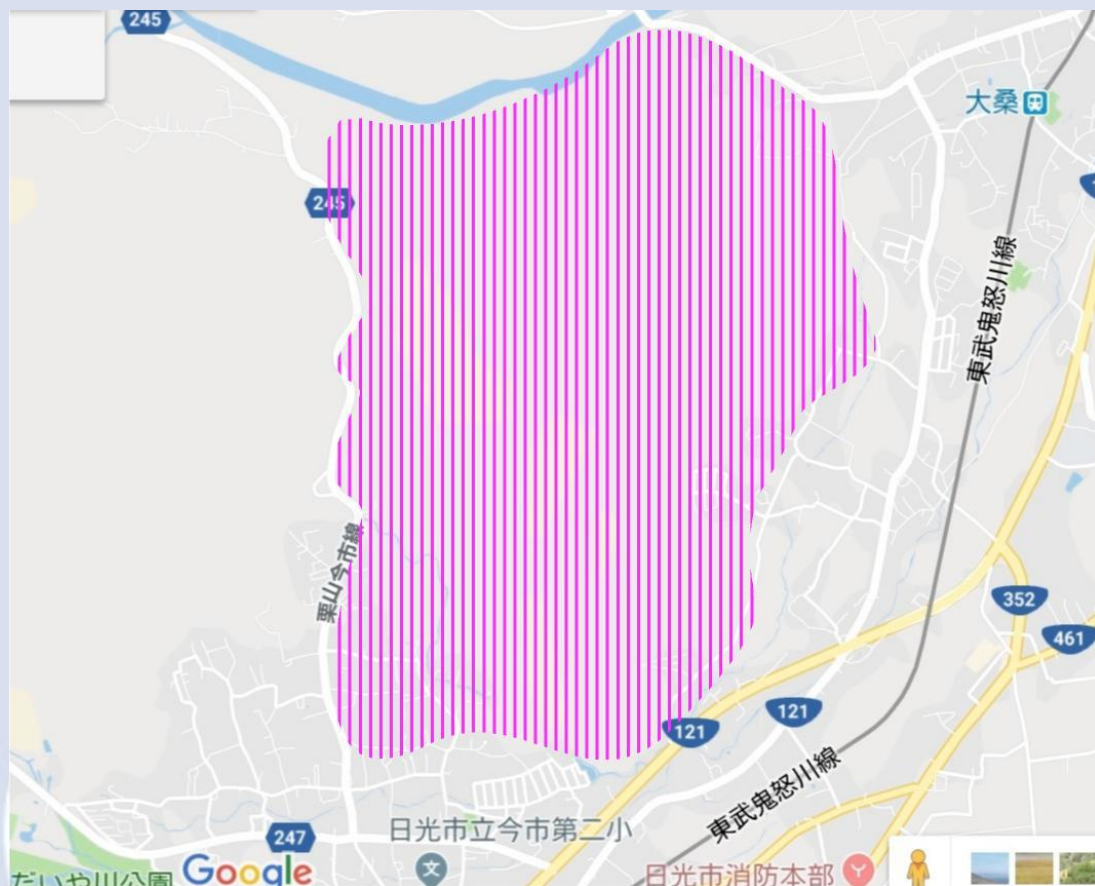 245
大桑
245
東武鬼怒川線
栗山今市線
352
461
121
121
東武鬼怒川線
247
日光市立今市第二小
文
だいや川公園
Google
日光市消防本部